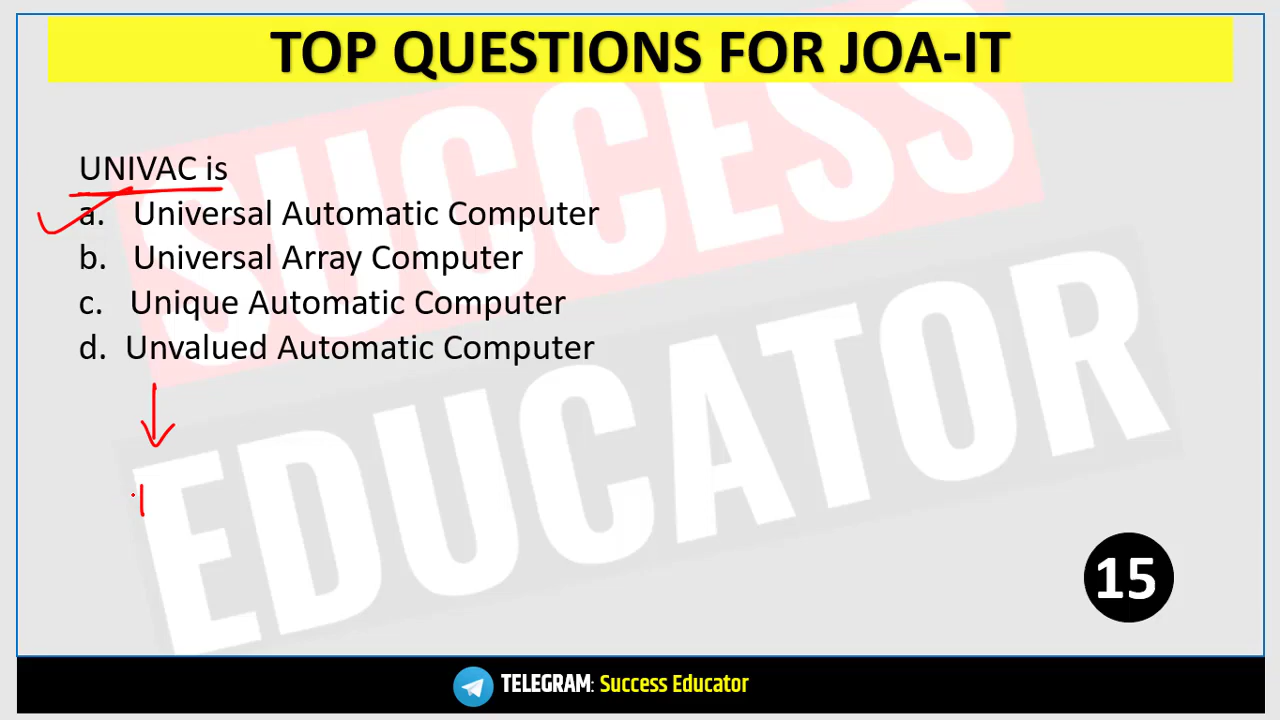 TOP QUESTIONS FOR JOA-IT
UNIVAC is
a. Universal Automatic Computer
b. Universal Array Computer
c. Unique Automatic Computer
d. Unvalued Automatic Computer
SUCCESS
EDUCATOR
15
TELEGRAM: Success Educator